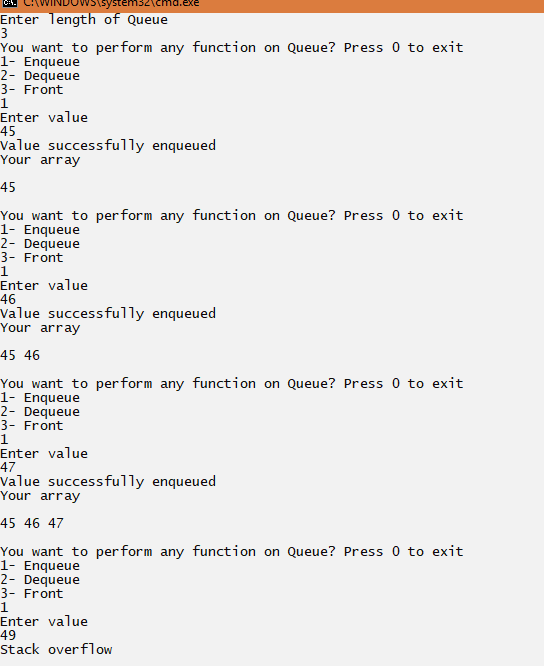 C:\WINDOWS\system32\cmd.exe
Enter length of Queue
3
You want to perform any function on Queue? Press 0 to exit
1- Enqueue
2- Dequeue
3- Front
1
Enter value
45
Value successfully enqueued
Your array
45
You want to perform any function on Queue? Press 0 to exit
1- Enqueue
2- Dequeue
3- Front
1
Enter value
46
Value successfully enqueued
Your array
45 46
You want to perform any function on Queue? Press 0 to exit
1- Enqueue
2- Dequeue
3- Front
1
Enter value
47
Value successfully enqueued
Your array
45 46 47
You want to perform any function on Queue? Press 0 to exit
1- Enqueue
2- Dequeue
3- Front
1
Enter value
49
Stack overflow